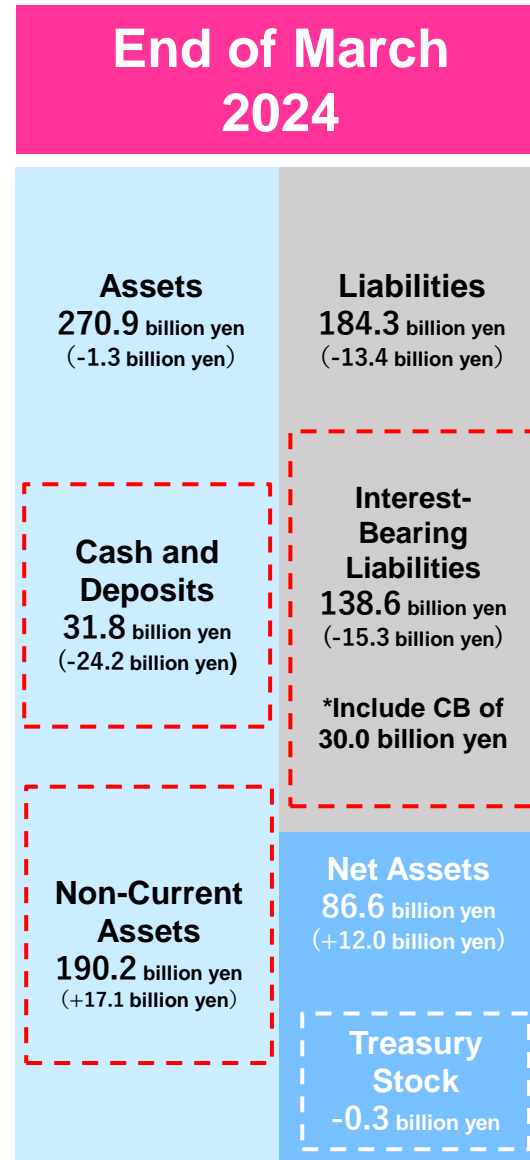 End of March
2024
Assets
270.9 billion yen
(-1.3 billion yen)
Cash and
Deposits
31.8 billion yen
(-24.2 billion yen)
Non-Current
Assets
190.2 billion yen
(+17.1 billion yen)
Liabilities
184.3 billion yen
(-13.4 billion yen)
Interest-
Bearing
Liabilities
138.6 billion yen
(-15.3 billion yen)
*Include CB of
30.0 billion yen
Net Assets
86.6 billion yen
(+12.0 billion yen)
Treasury
Stock
-0.3 billion yen